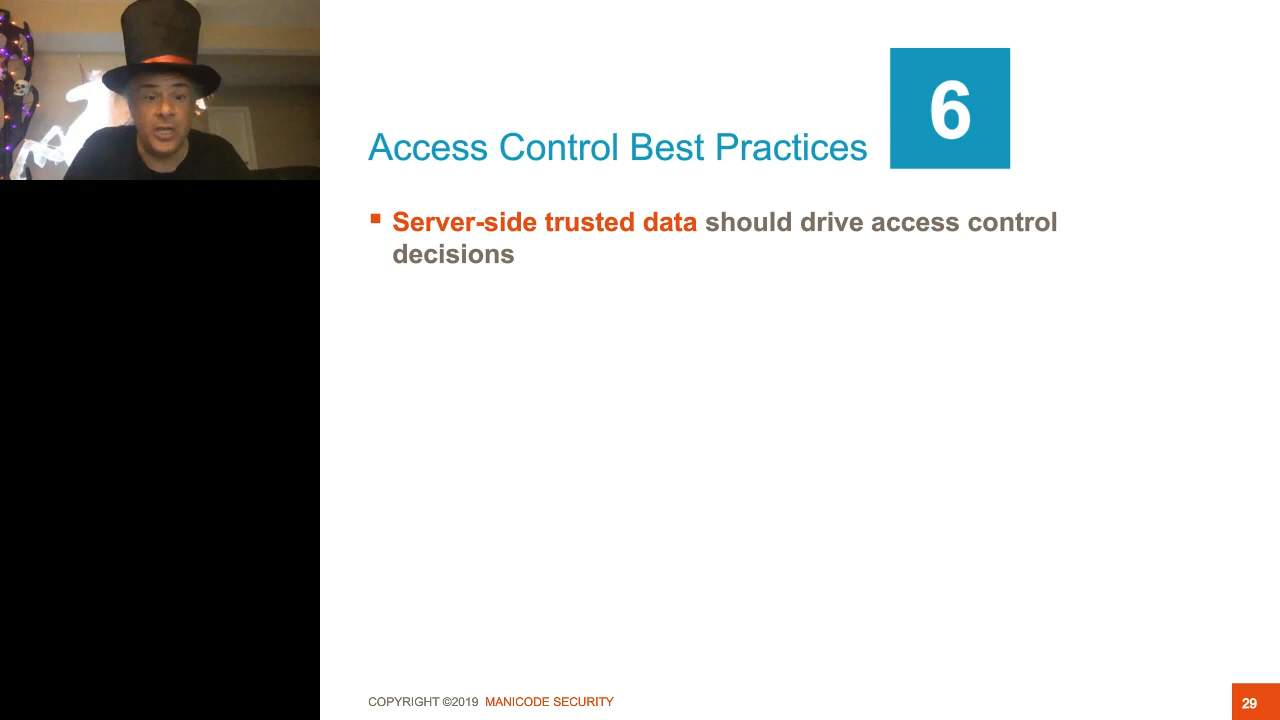 6
Access Control Best Practices
Server-side trusted data should drive access control
decisions
COPYRIGHT ©2019 MANICODE SECURITY
29